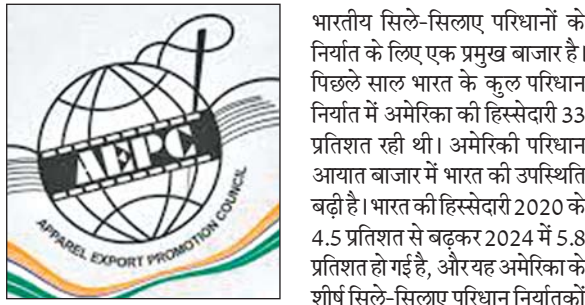 AEPC
APPAREL EXPORT PROMOTION COUNCIL
भारतीय सिले-सिलाए परिधानों के
निर्यात के लिए एक प्रमुख बाजार है।
पिछले साल भारत के कुल परिधान
निर्यात में अमेरिका की हिस्सेदारी 33
प्रतिशत रही थी। अमेरिकी परिधान
आयात बाजार में भारत की उपस्थिति
बढ़ी है। भारत की हिस्सेदारी 2020 के
4.5 प्रतिशत से बढ़कर 2024 में 5.8
प्रतिशत हो गई है, और यह अमेरिका के
शीर्ष सिले-सिलाए परिधान निर्यातकों